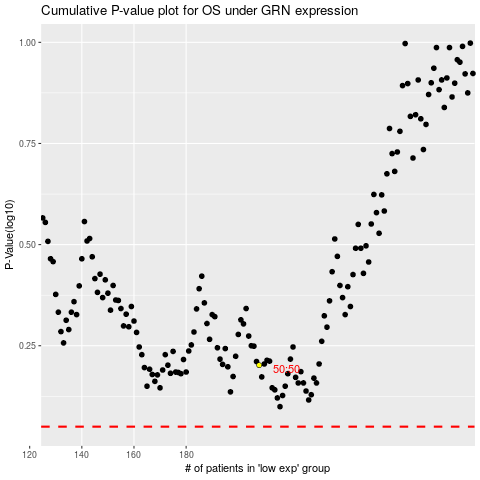 Cumulative P-value plot for OS under GRN expression
P-Value(log10)
1.00
0.75
0.50
0.25
50:50
120 140 160 180
# of patients in 'low exp' group